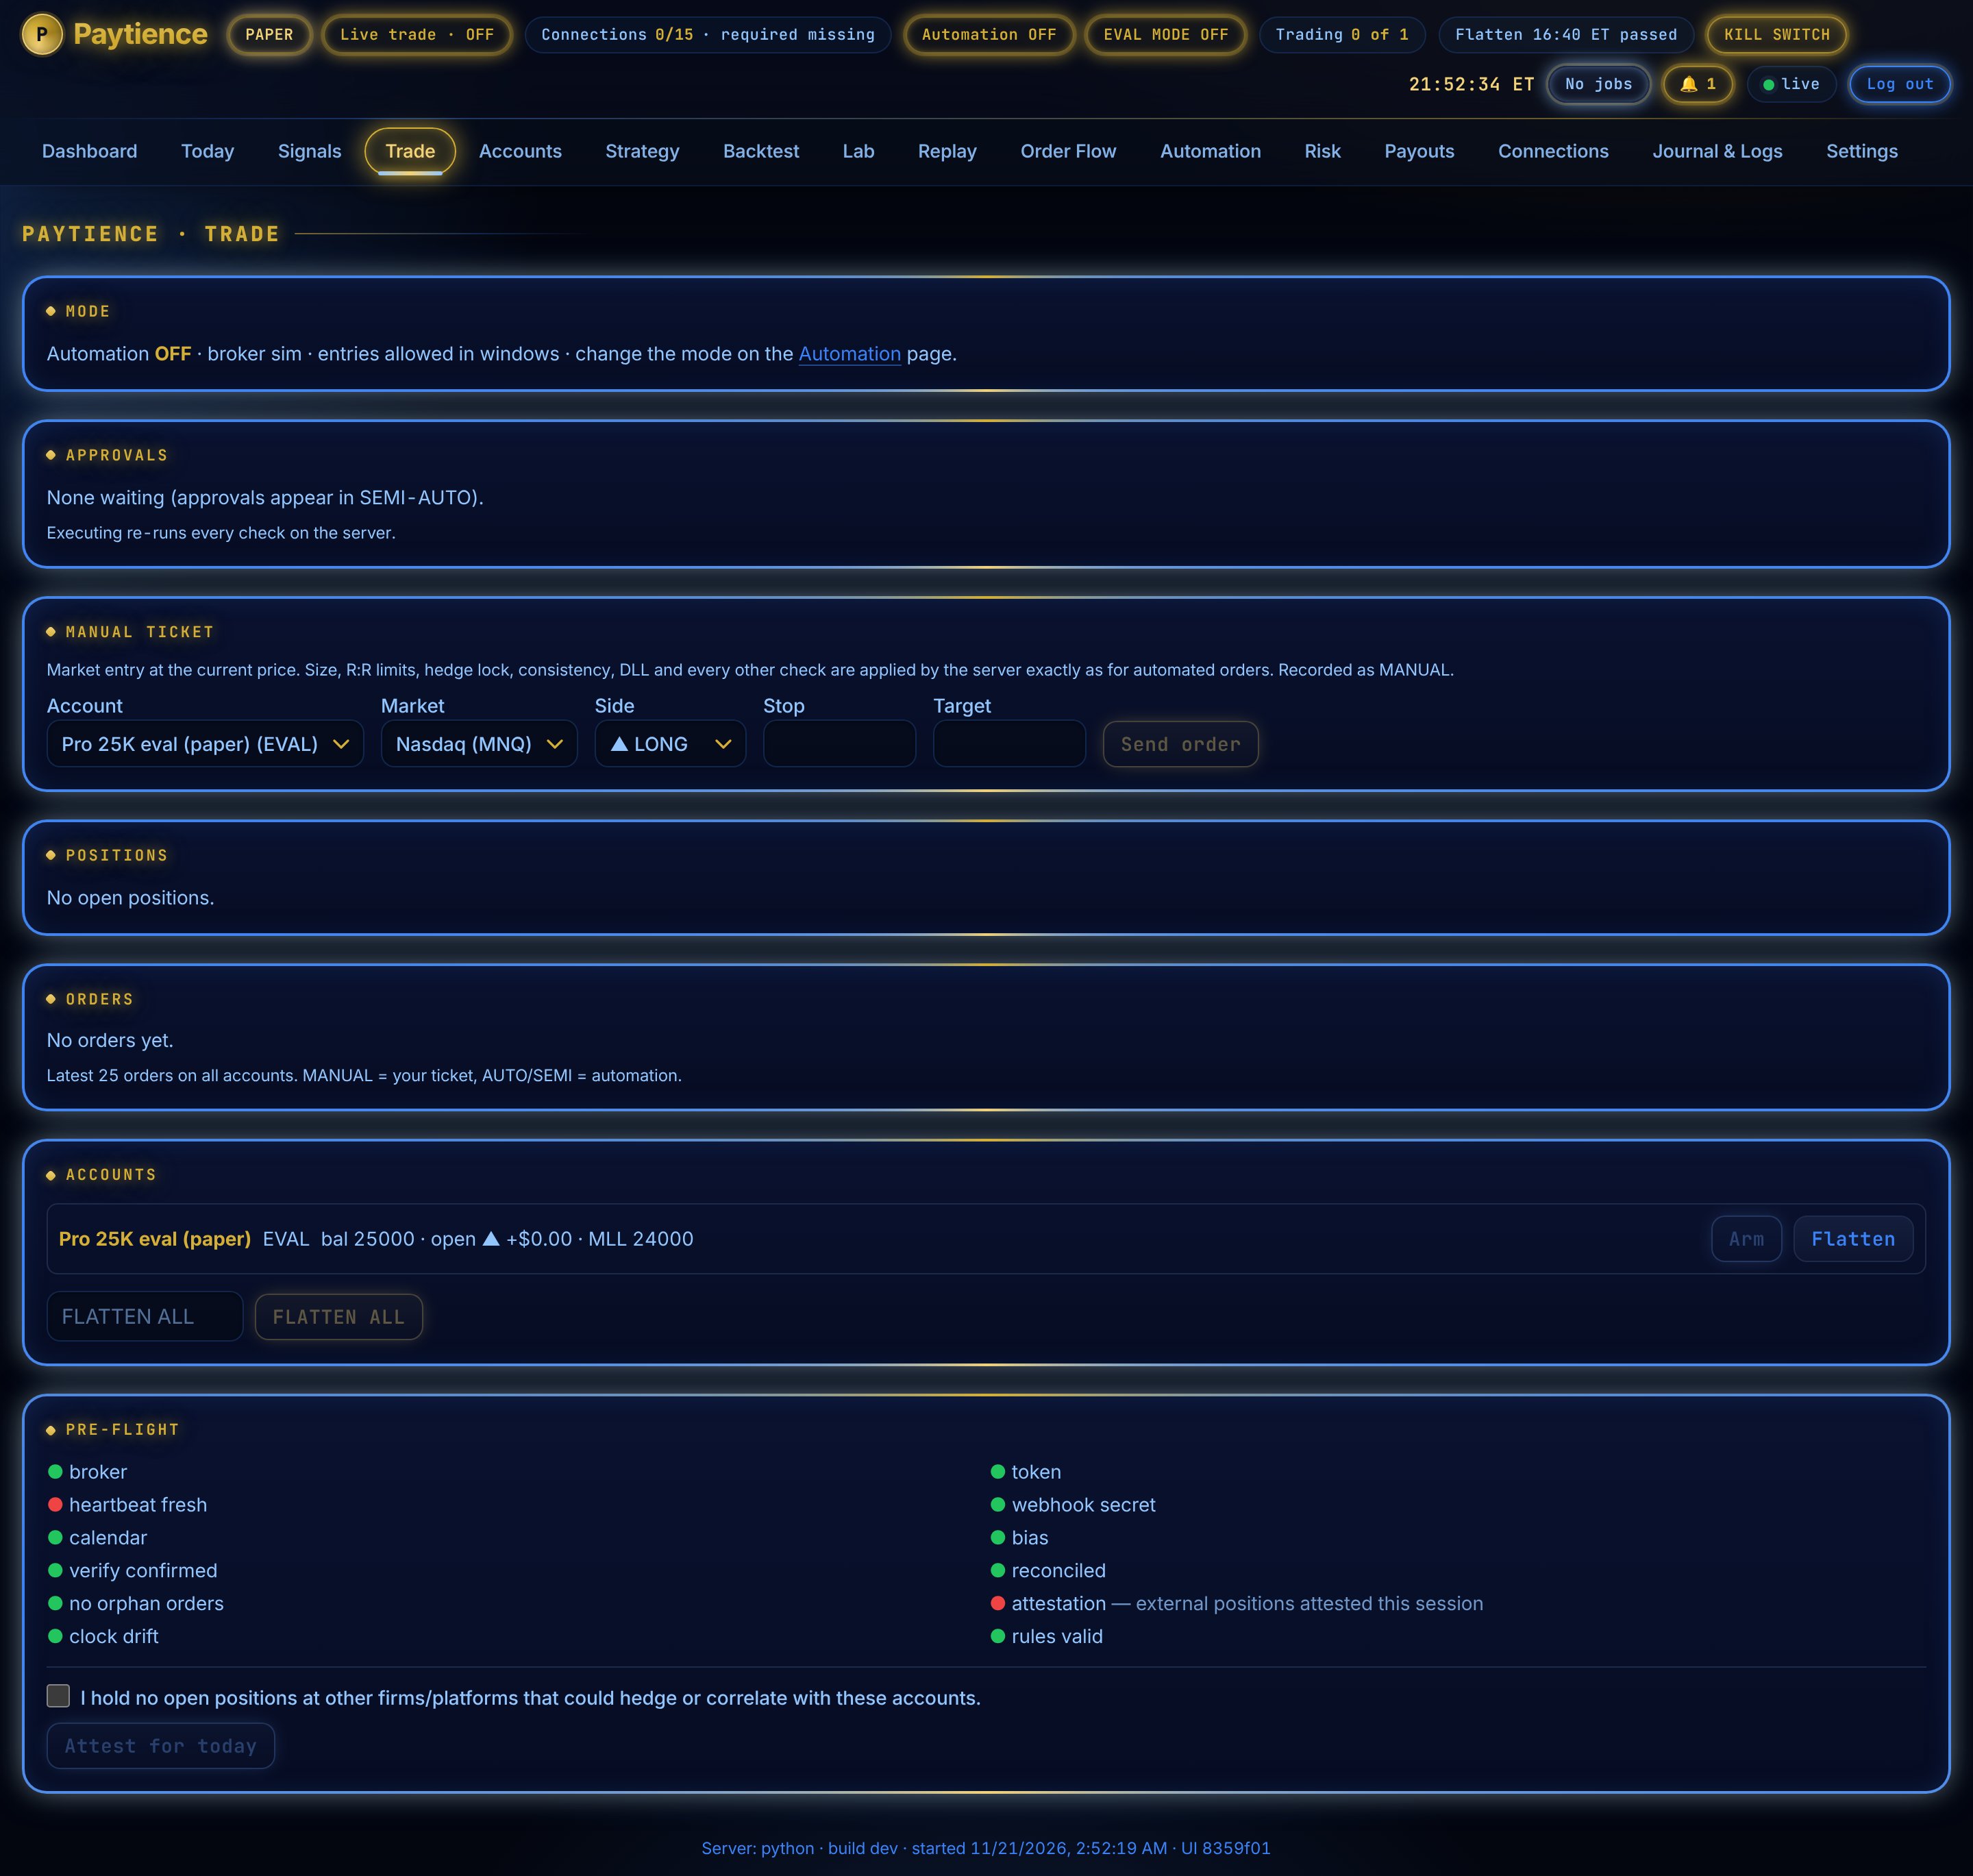 P Paytience PAPER Live trade · OFF Connections 0/15 · required missing Automation OFF EVAL MODE OFF Trading 0 of 1 Flatten 16:40 ET passed KILL SWITCH
21:52:34 ET No jobs 🔔 1 live Log out
Dashboard Today Signals Trade Accounts Strategy Backtest Lab Replay Order Flow Automation Risk Payouts Connections Journal & Logs Settings
PAYTIENCE · TRADE
MODE
Automation OFF · broker sim · entries allowed in windows · change the mode on the Automation page.
APPROVALS
None waiting (approvals appear in SEMI-AUTO).
Executing re-runs every check on the server.
MANUAL TICKET
Market entry at the current price. Size, R:R limits, hedge lock, consistency, DLL and every other check are applied by the server exactly as for automated orders. Recorded as MANUAL.
Account Market Side Stop Target
Pro 25K eval (paper) (EVAL) Nasdaq (MNQ) ▲ LONG Send order
POSITIONS
No open positions.
ORDERS
No orders yet.
Latest 25 orders on all accounts. MANUAL = your ticket, AUTO/SEMI = automation.
ACCOUNTS
Pro 25K eval (paper) EVAL bal 25000 · open ▲ +$0.00 · MLL 24000 Arm Flatten
FLATTEN ALL FLATTEN ALL
PRE-FLIGHT
broker token
heartbeat fresh webhook secret
calendar bias
verify confirmed reconciled
no orphan orders attestation — external positions attested this session
clock drift rules valid
I hold no open positions at other firms/platforms that could hedge or correlate with these accounts.
Attest for today
Server: python · build dev · started 11/21/2026, 2:52:19 AM · UI 8359f01